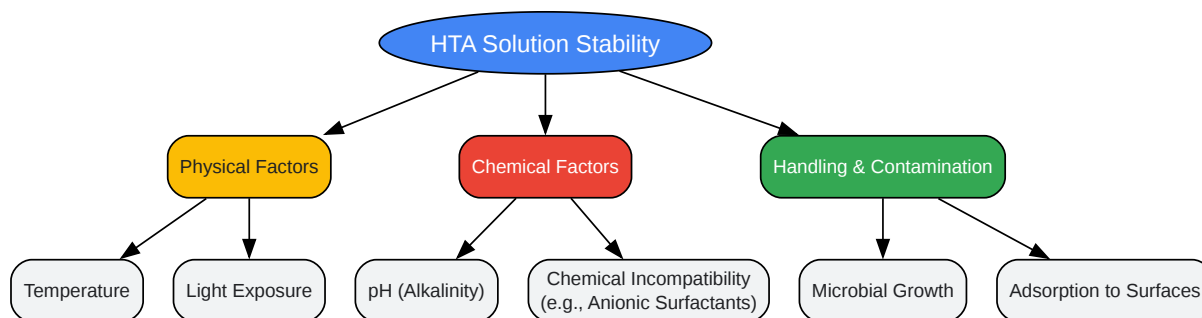 HTA Solution Stability
Physical Factors
Chemical Factors
Handling & Contamination
Temperature
Light Exposure
pH (Alkalinity)
Chemical Incompatibility
(e.g., Anionic Surfactants)
Microbial Growth
Adsorption to Surfaces